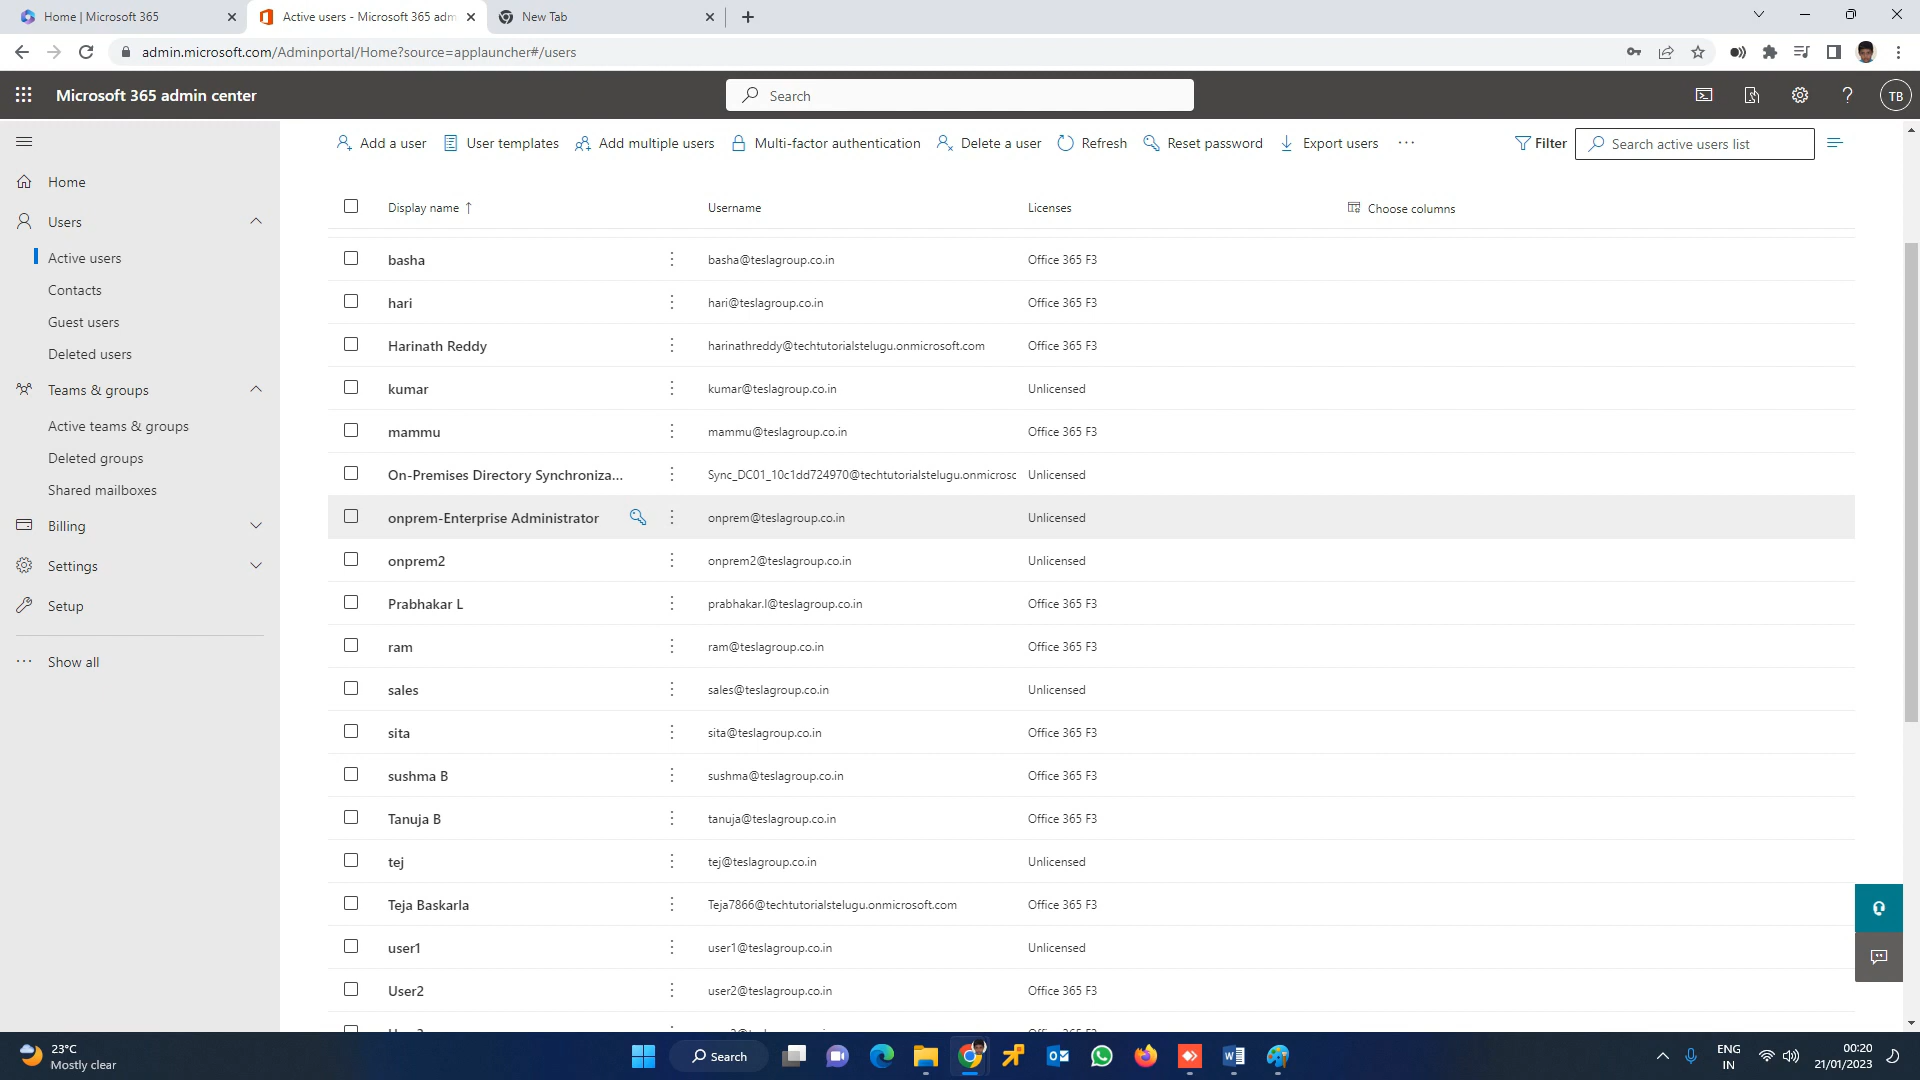 Home | Microsoft 365
Active users - Microsoft 365 adm
New Tab
admin.microsoft.com/Adminportal/Home?source=applauncher#/users
Microsoft 365 admin center
Search
TB
Add a user
User templates
Add multiple users
Multi-factor authentication
Delete a user
Refresh
Reset password
Export users
Filter
Search active users list
Home
Users
Active users
Contacts
Guest users
Deleted users
Teams & groups
Active teams & groups
Deleted groups
Shared mailboxes
Billing
Settings
Setup
Show all
Display name ↑ Username Licenses Choose columns
basha basha@teslagroup.co.in Office 365 F3
hari hari@teslagroup.co.in Office 365 F3
Harinath Reddy harinathreddy@techtutorialstelugu.onmicrosoft.com Office 365 F3
kumar kumar@teslagroup.co.in Unlicensed
mammu mammu@teslagroup.co.in Office 365 F3
On-Premises Directory Synchroniza... Sync_DC01_10c1dd724970@techtutorialstelugu.onmicrosc Unlicensed
onprem-Enterprise Administrator onprem@teslagroup.co.in Unlicensed
onprem2 onprem2@teslagroup.co.in Unlicensed
Prabhakar L prabhakar.l@teslagroup.co.in Office 365 F3
ram ram@teslagroup.co.in Office 365 F3
sales sales@teslagroup.co.in Unlicensed
sita sita@teslagroup.co.in Office 365 F3
sushma B sushma@teslagroup.co.in Office 365 F3
Tanuja B tanuja@teslagroup.co.in Office 365 F3
tej tej@teslagroup.co.in Unlicensed
Teja Baskarla Teja7866@techtutorialstelugu.onmicrosoft.com Office 365 F3
user1 user1@teslagroup.co.in Unlicensed
User2 user2@teslagroup.co.in Office 365 F3
23°C
Mostly clear
Search
ENG
IN
00:20
21/01/2023